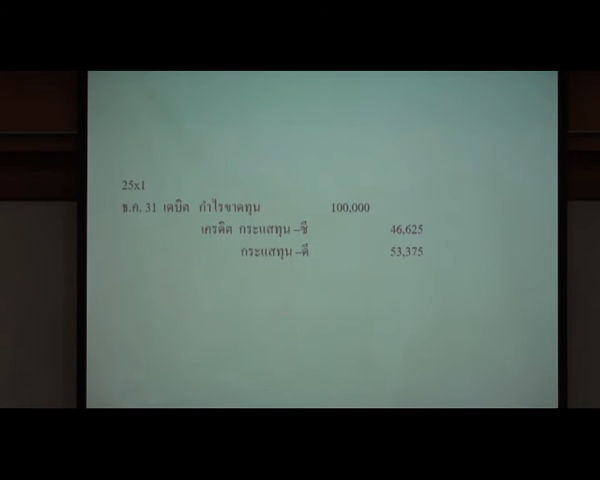 25x1
ธ.ค. 31 เดบิต กำไรขาดทุน 100,000
เครดิต กระแสทุน –ซี 46,625
กระแสทุน –ดี 53,375